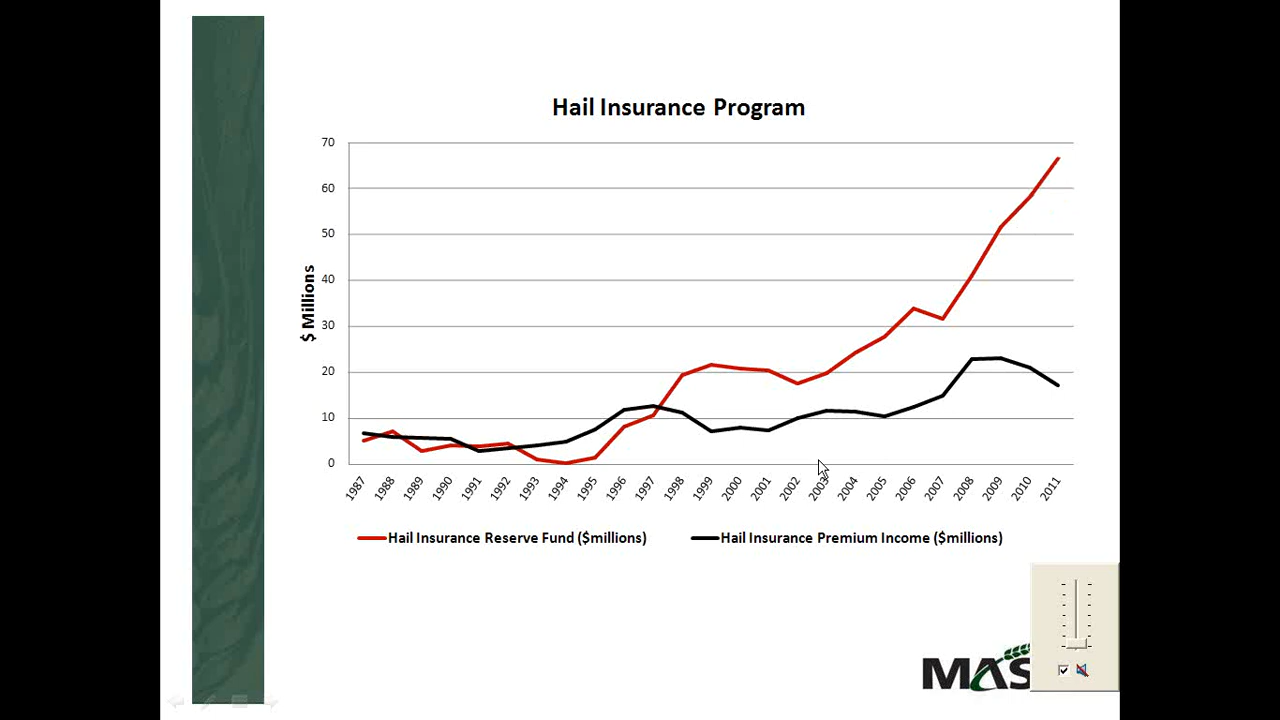 Hail Insurance Program
70
60
50
40
30
20
10
0
$ Millions
1987 1988 1989 1990 1991 1992 1993 1994 1995 1996 1997 1998 1999 2000 2001 2002 2003 2004 2005 2006 2007 2008 2009 2010 2011
Hail Insurance Reserve Fund ($millions) Hail Insurance Premium Income ($millions)
MAS